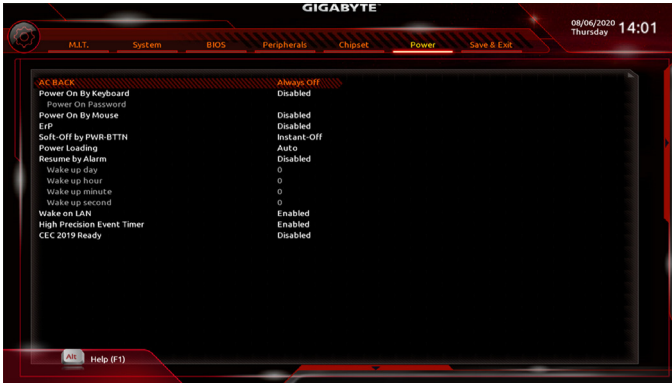 GIGABYTE
08/06/2020
Thursday
14:01
M.I.T. System BIOS Peripherals Chipset Power Save & Exit
AC BACK Always Off
Power On By Keyboard Disabled
Power On Password
Power On By Mouse Disabled
ErP Disabled
Soft-Off by PWR-BTTN Instant-Off
Power Loading Auto
Resume by Alarm Disabled
Wake up day 0
Wake up hour 0
Wake up minute 0
Wake up second 0
Wake on LAN Enabled
High Precision Event Timer Enabled
CEC 2019 Ready Disabled
Alt Help (F1)